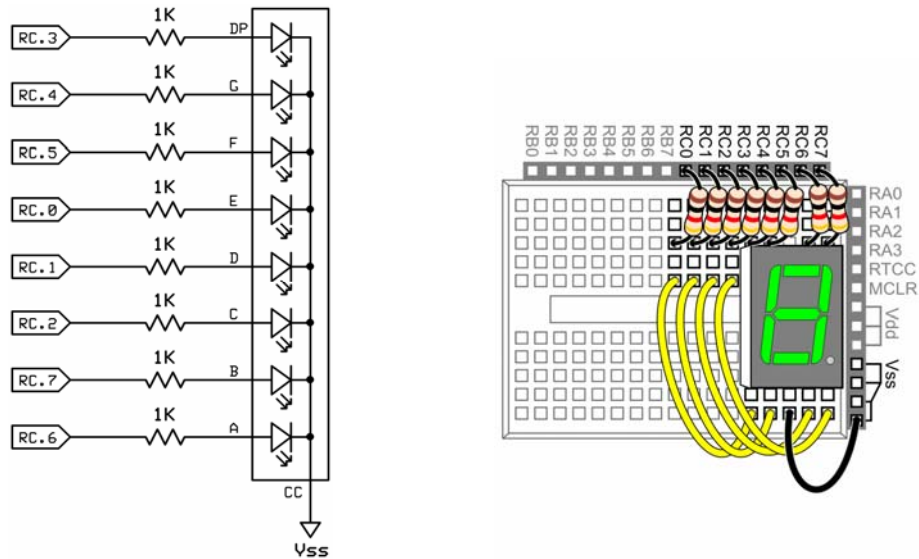 1K
RC.3
DP
1K
RC.4
G
1K
RC.5
F
1K
RC.0
E
1K
RC.1
D
1K
RC.2
C
1K
RC.7
B
1K
RC.6
A
CC
Vss
RB0
RB1
RB2
RB3
RB4
RB5
RB6
RB7
RC0
RC1
RC2
RC3
RC4
RC5
RC6
RC7
RA0
RA1
RA2
RA3
RTCC
MCLR
Vdd
Vss